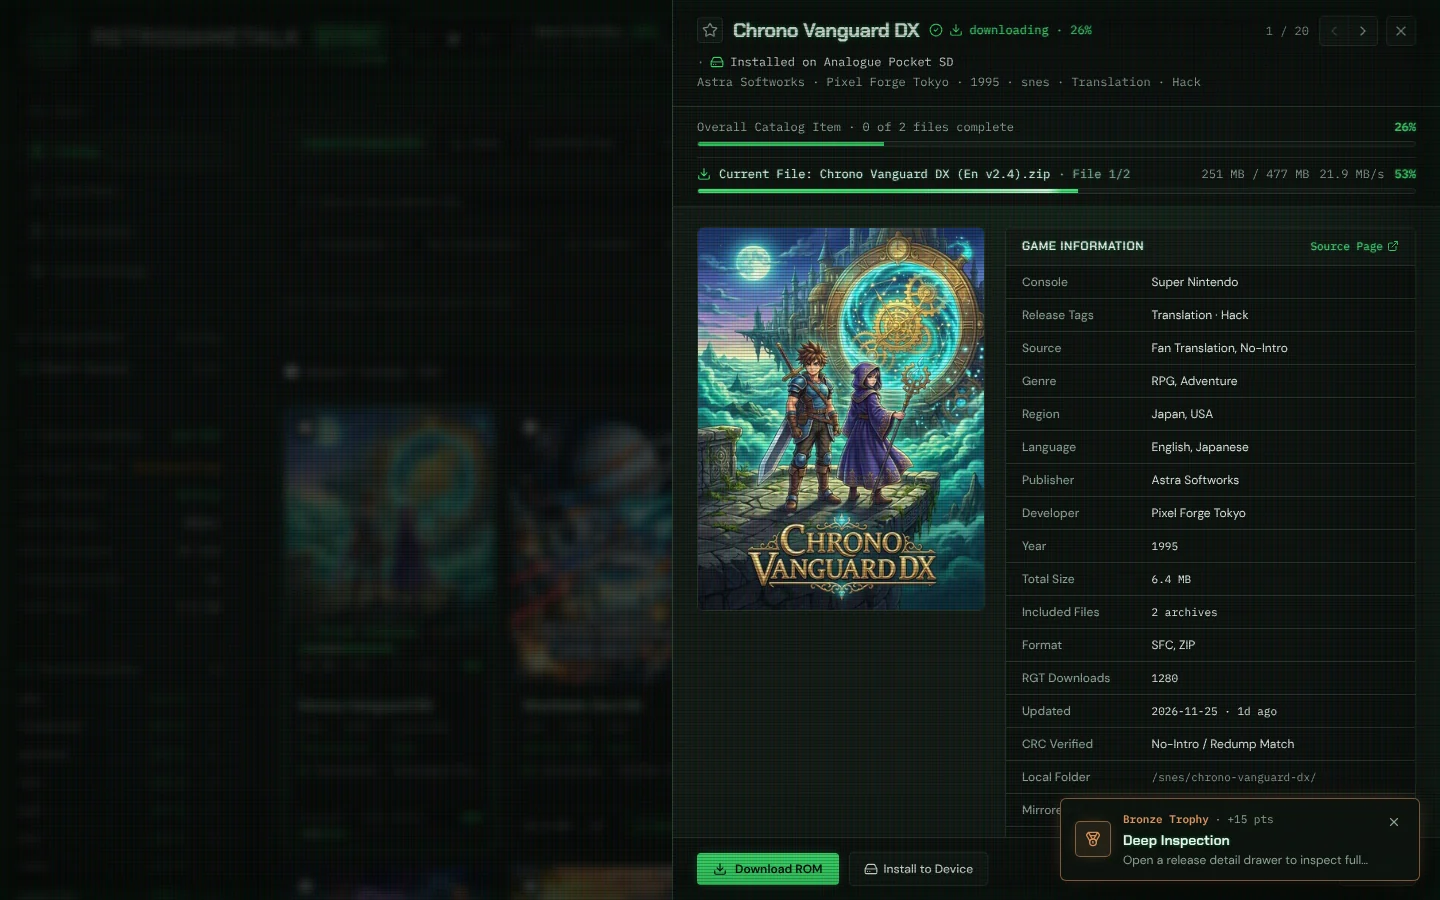 Chrono Vanguard DX downloading · 26% 1 / 20
· Installed on Analogue Pocket SD
Astra Softworks · Pixel Forge Tokyo · 1995 · snes · Translation · Hack
Overall Catalog Item · 0 of 2 files complete 26%
Current File: Chrono Vanguard DX (En v2.4).zip · File 1/2 251 MB / 477 MB 21.9 MB/s 53%
CHRONO
VANGUARD DX
GAME INFORMATION Source Page
Console Super Nintendo
Release Tags Translation · Hack
Source Fan Translation, No-Intro
Genre RPG, Adventure
Region Japan, USA
Language English, Japanese
Publisher Astra Softworks
Developer Pixel Forge Tokyo
Year 1995
Total Size 6.4 MB
Included Files 2 archives
Format SFC, ZIP
RGT Downloads 1280
Updated 2026-11-25 · 1d ago
CRC Verified No-Intro / Redump Match
Local Folder /snes/chrono-vanguard-dx/
Mirrore
Bronze Trophy · +15 pts
Deep Inspection
Open a release detail drawer to inspect full...
Download ROM Install to Device